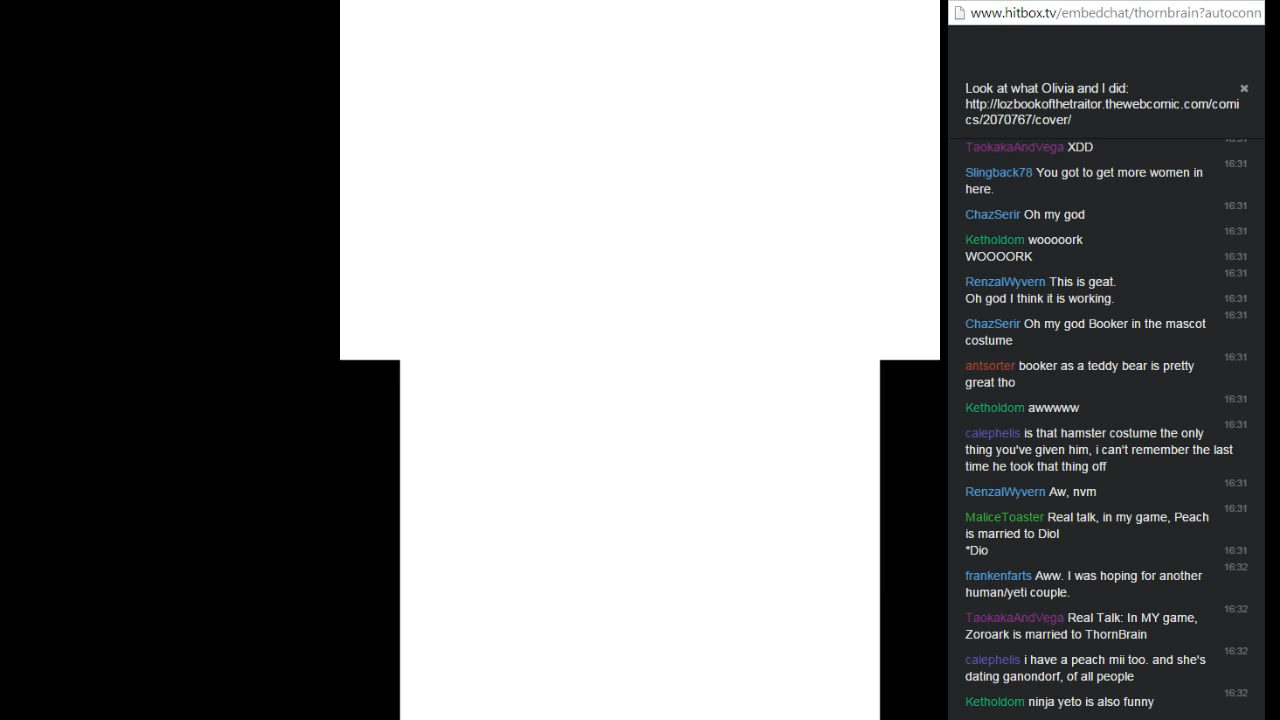 www.hitbox.tv/embedchat/thornbrain?autoconn
Look at what Olivia and I did:
http://lozbookofthetraitor.thewebcomic.com/comi
cs/2070767/cover/
TaokakaAndVega XDD 16:31
Slingback78 You got to get more women in 16:31
here.
ChazSerir Oh my god 16:31
Ketholdom wooooork 16:31
WOOOORK 16:31
RenzalWyvern This is geat. 16:31
Oh god I think it is working. 16:31
ChazSerir Oh my god Booker in the mascot 16:31
costume
antsorter booker as a teddy bear is pretty 16:31
great tho
Ketholdom awwwww 16:31
calephelis is that hamster costume the only 16:31
thing you've given him, i can't remember the last
time he took that thing off
RenzalWyvern Aw, nvm 16:31
MaliceToaster Real talk, in my game, Peach 16:31
is married to Diol
*Dio 16:31
frankenfarts Aww. I was hoping for another 16:32
human/yeti couple.
TaokakaAndVega Real Talk: In MY game, 16:32
Zoroark is married to ThornBrain
calephelis i have a peach mii too. and she's 16:32
dating ganondorf, of all people
Ketholdom ninja yeto is also funny 16:32